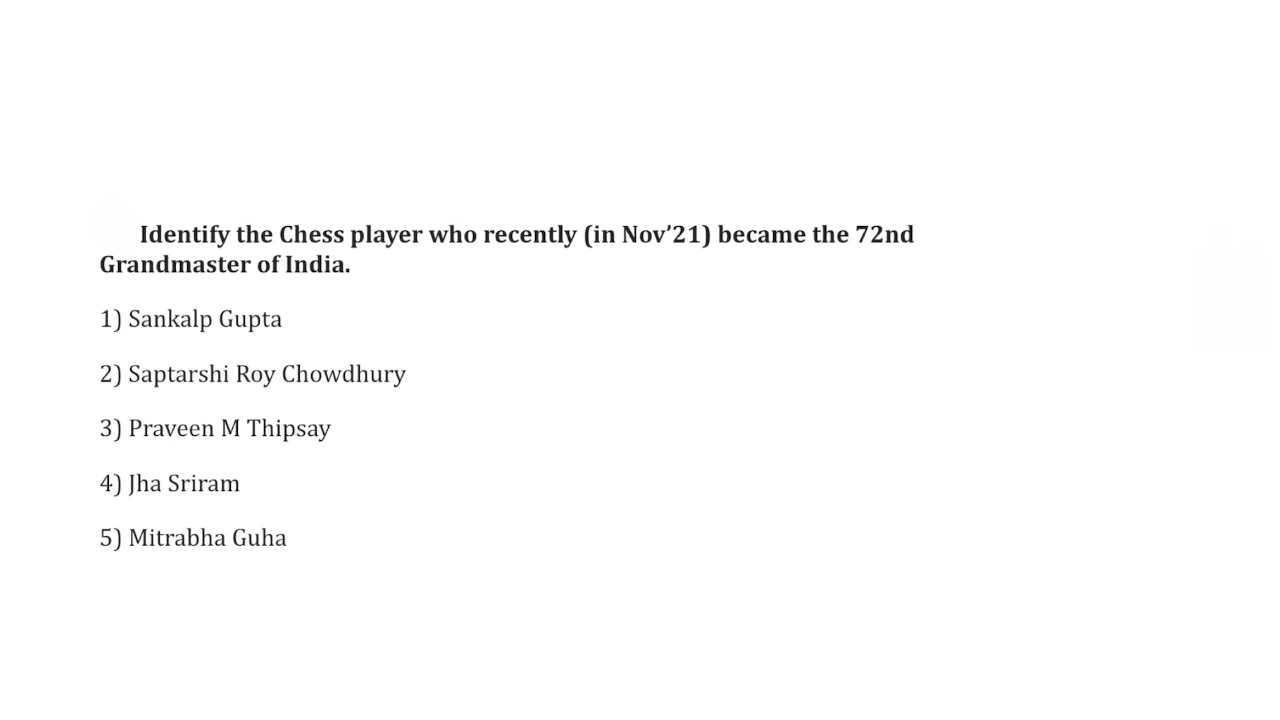 Identify the Chess player who recently (in Nov’21) became the 72nd
Grandmaster of India.
1) Sankalp Gupta
2) Saptarshi Roy Chowdhury
3) Praveen M Thipsay
4) Jha Sriram
5) Mitrabha Guha